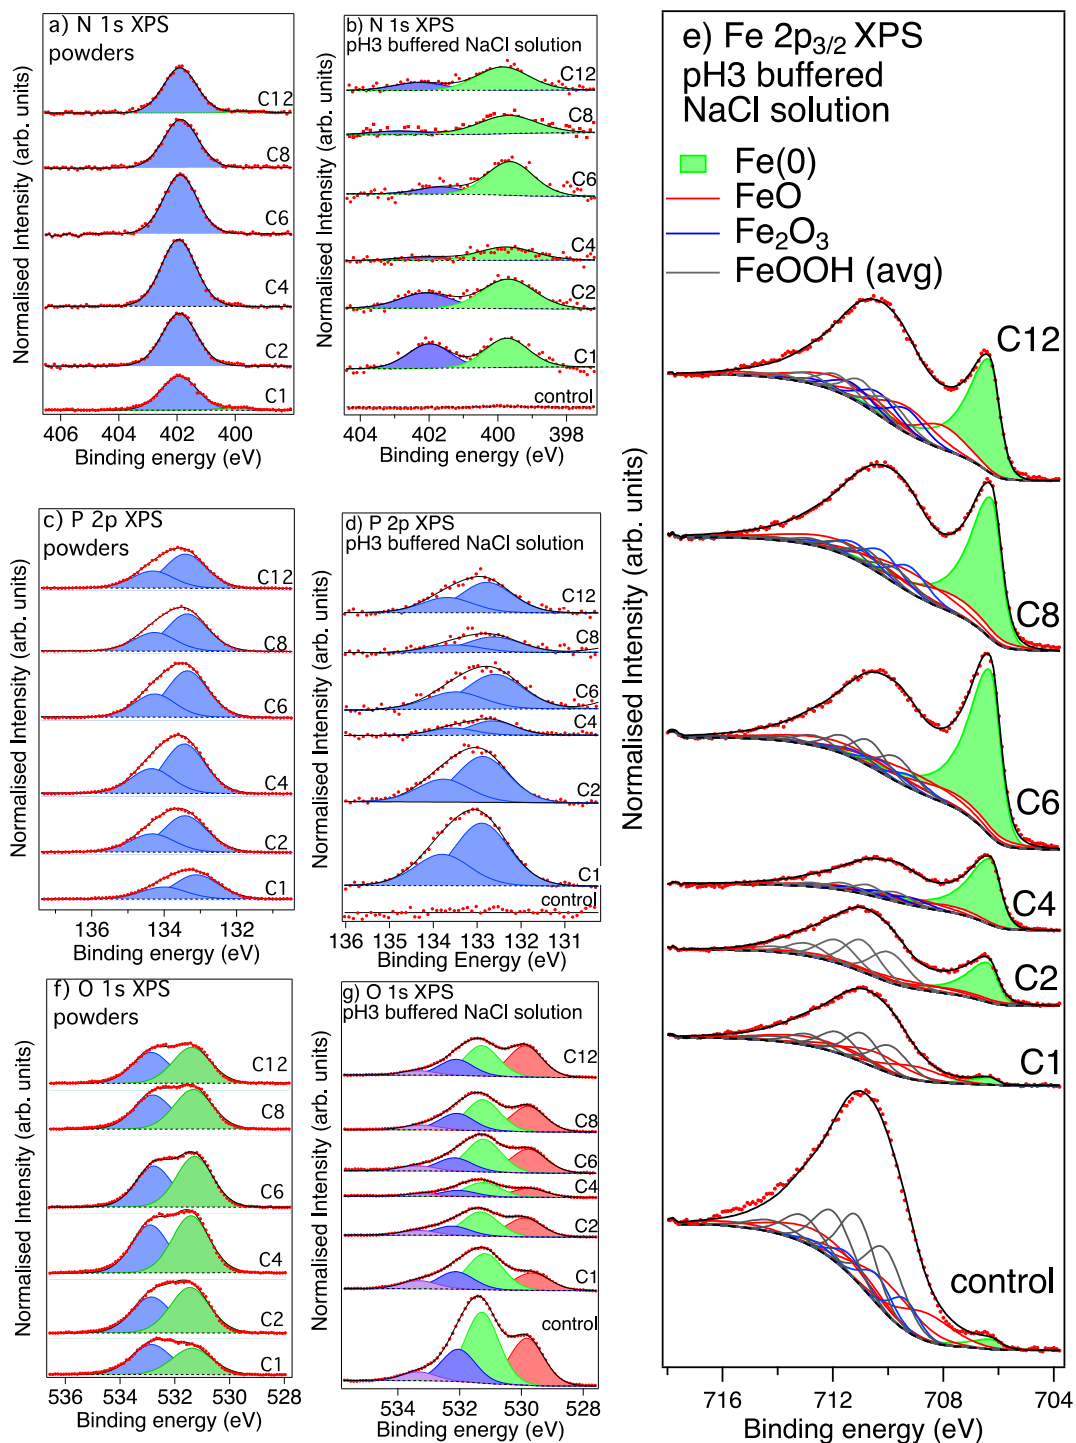 a) N 1s XPS
powders
C12
C8
C6
C4
C2
C1
406 404 402 400
Binding energy (eV)
Normalised Intensity (arb. units)
b) N 1s XPS
pH3 buffered NaCl solution
C12
C8
C6
C4
C2
C1
control
404 402 400 398
Binding energy (eV)
Normalised Intensity (arb. units)
c) P 2p XPS
powders
C12
C8
C6
C4
C2
C1
136 134 132
Binding energy (eV)
Normalised Intensity (arb. units)
d) P 2p XPS
pH3 buffered NaCl solution
C12
C8
C6
C4
C2
C1
control
136 135 134 133 132 131
Binding Energy (eV)
Normalised Intensity (arb. units)
e) Fe 2p3/2 XPS
pH3 buffered
NaCl solution
Fe(0)
FeO
Fe2O3
FeOOH (avg)
C12
C8
C6
C4
C2
C1
control
716 712 708 704
Binding energy (eV)
Normalised Intensity (arb. units)
f) O 1s XPS
powders
C12
C8
C6
C4
C2
C1
536 534 532 530 528
Binding energy (eV)
Normalised Intensity (arb. units)
g) O 1s XPS
pH3 buffered NaCl solution
C12
C8
C6
C4
C2
C1
control
534 532 530 528
Binding energy (eV)
Normalised Intensity (arb. units)